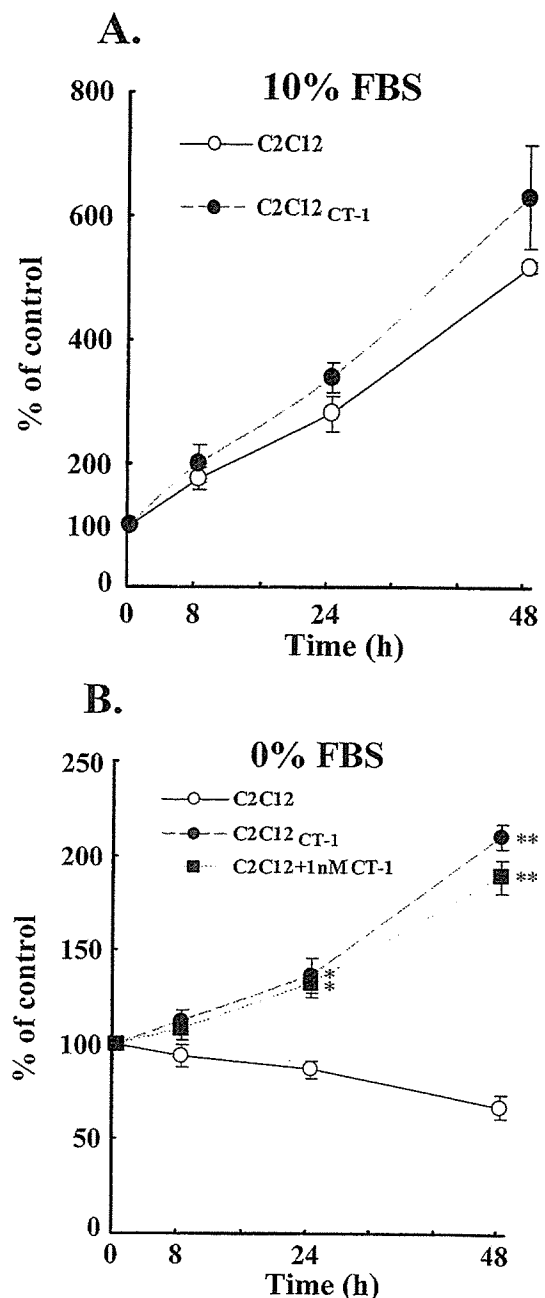 A.
10% FBS
C2C12
C2C12 CT-1
% of control
800
600
400
200
100
0
0 8 24 48
Time (h)
B.
0% FBS
C2C12
C2C12 CT-1
C2C12+1nM CT-1
% of control
250
200
150
100
50
0
**
**
*
*
0 8 24 48
Time (h)